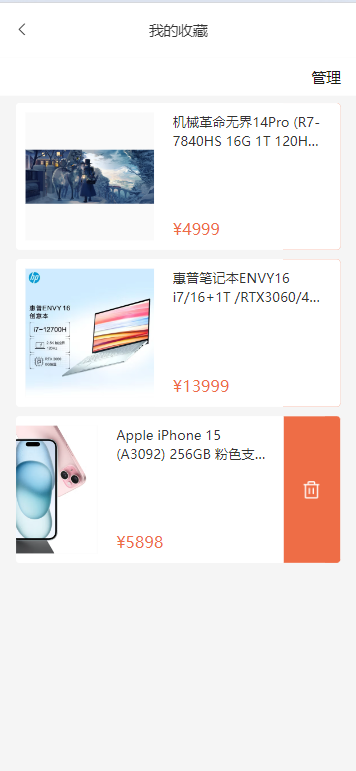 我的收藏
管理
机械革命无界14Pro (R7-
7840HS 16G 1T 120H...
¥4999
hp
惠普ENVY16
创意本
i7-12700H
惠普笔记本ENVY16
i7/16+1T /RTX3060/4...
¥13999
Apple iPhone 15
(A3092) 256GB 粉色支...
¥5898